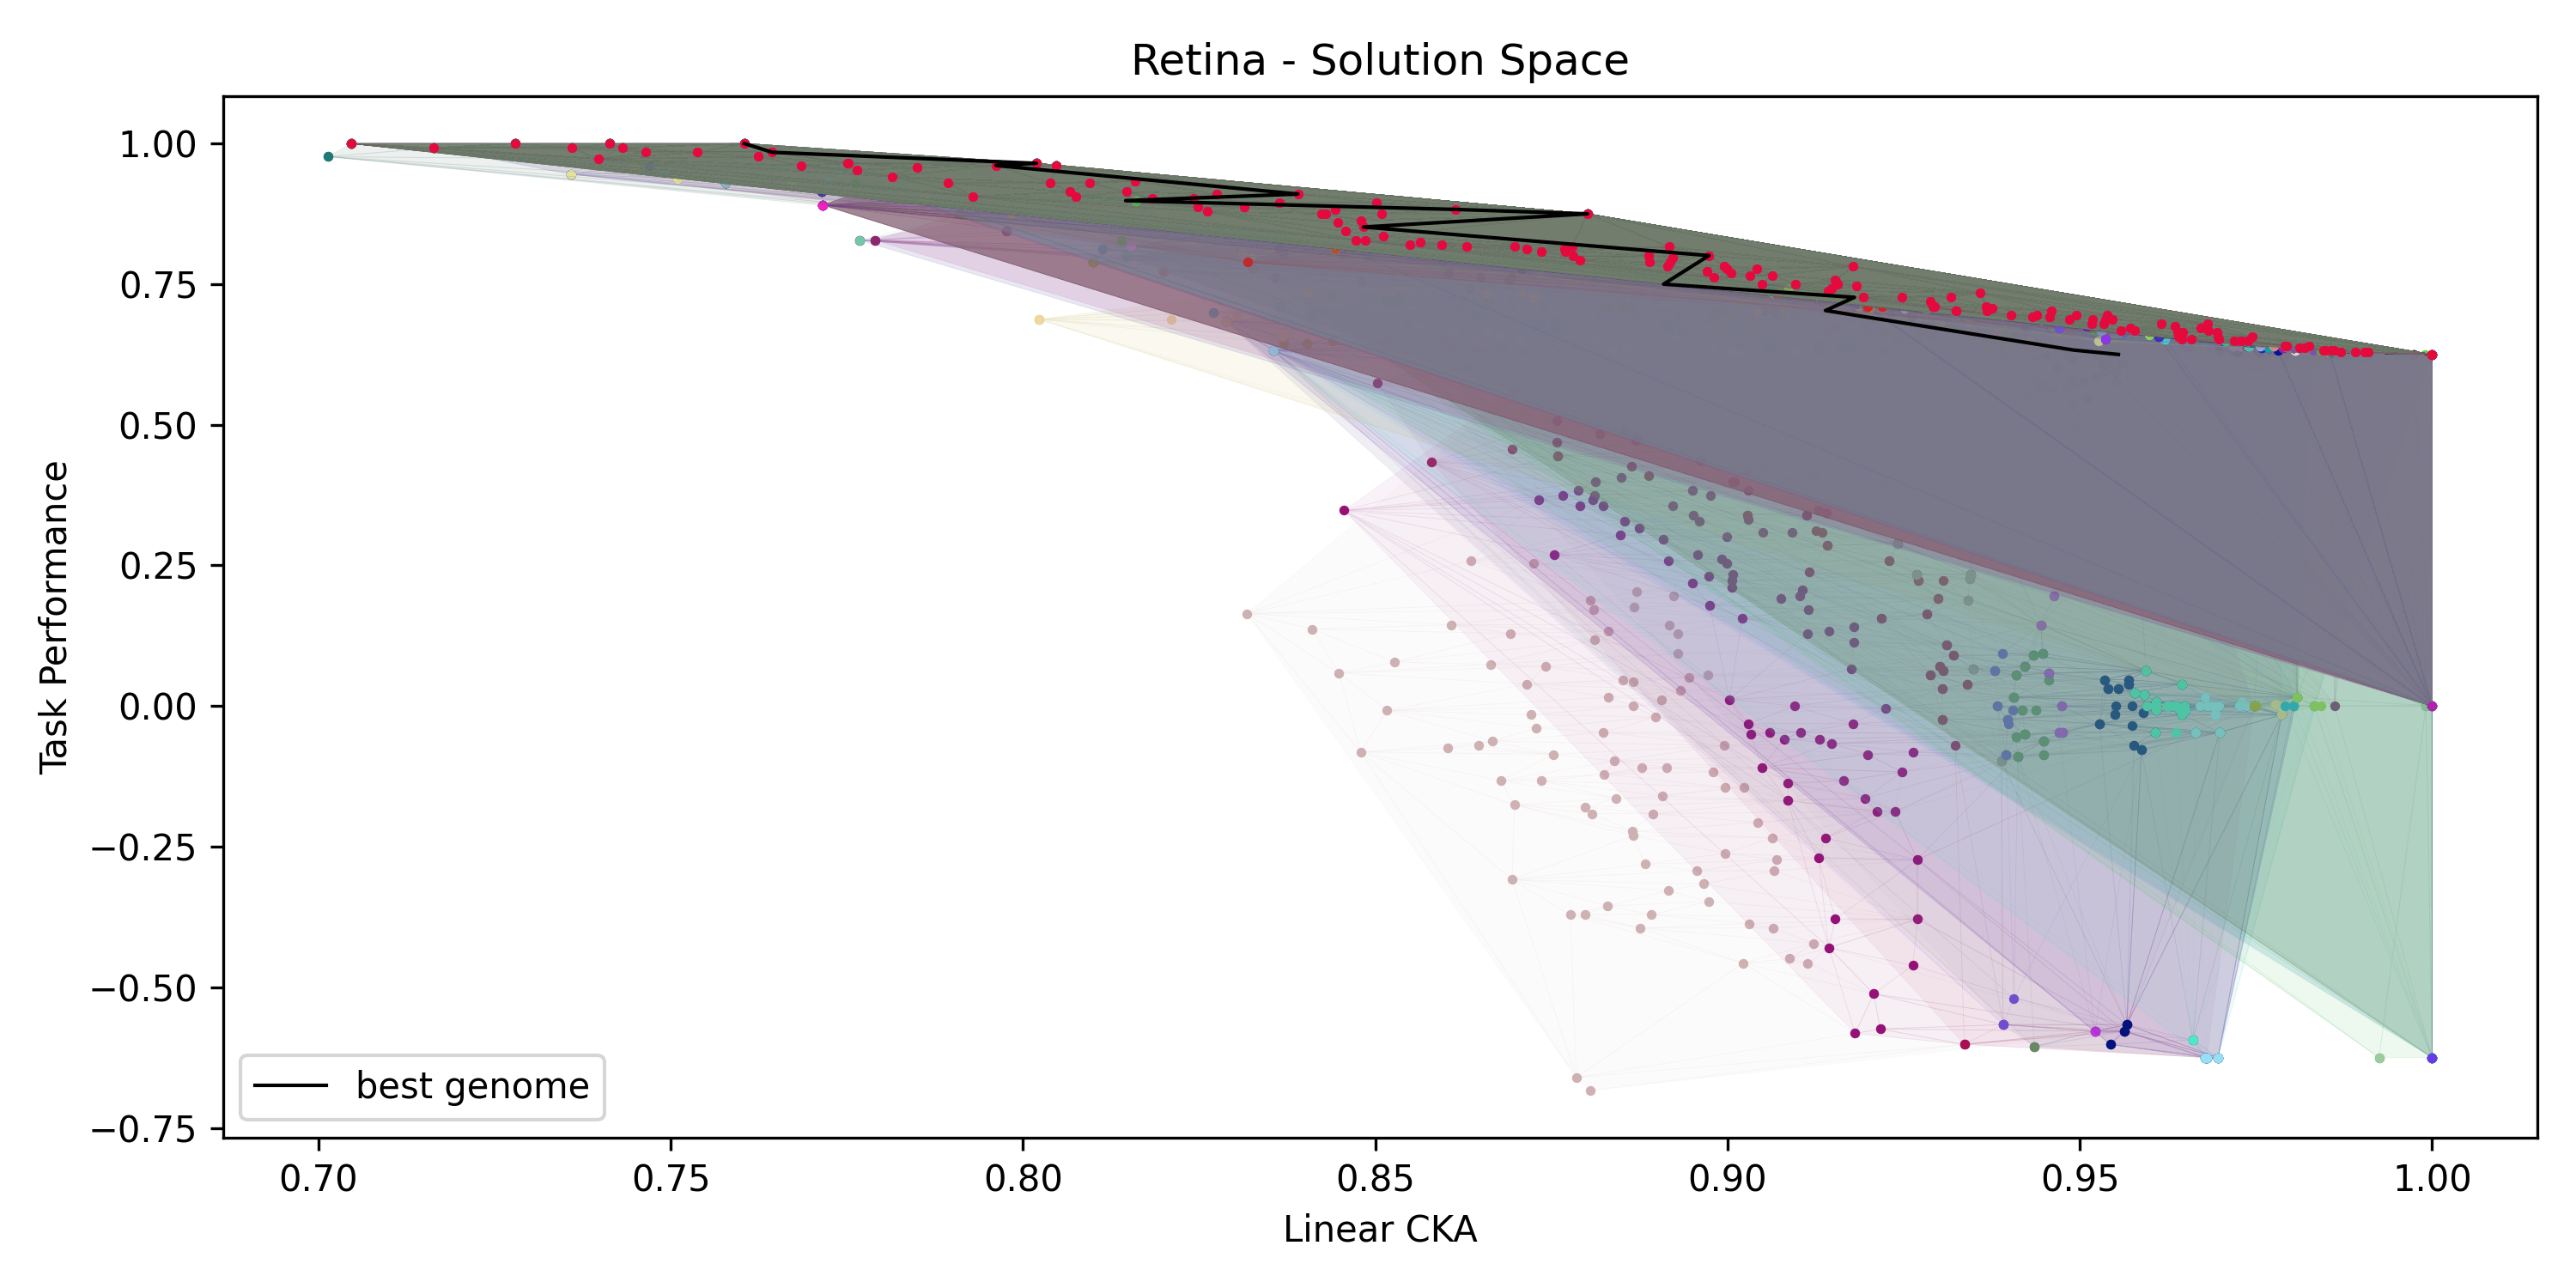 Retina - Solution Space
1.00
0.75
0.50
0.25
0.00
−0.25
−0.50
−0.75
Task Performance
best genome
0.70 0.75 0.80 0.85 0.90 0.95 1.00
Linear CKA